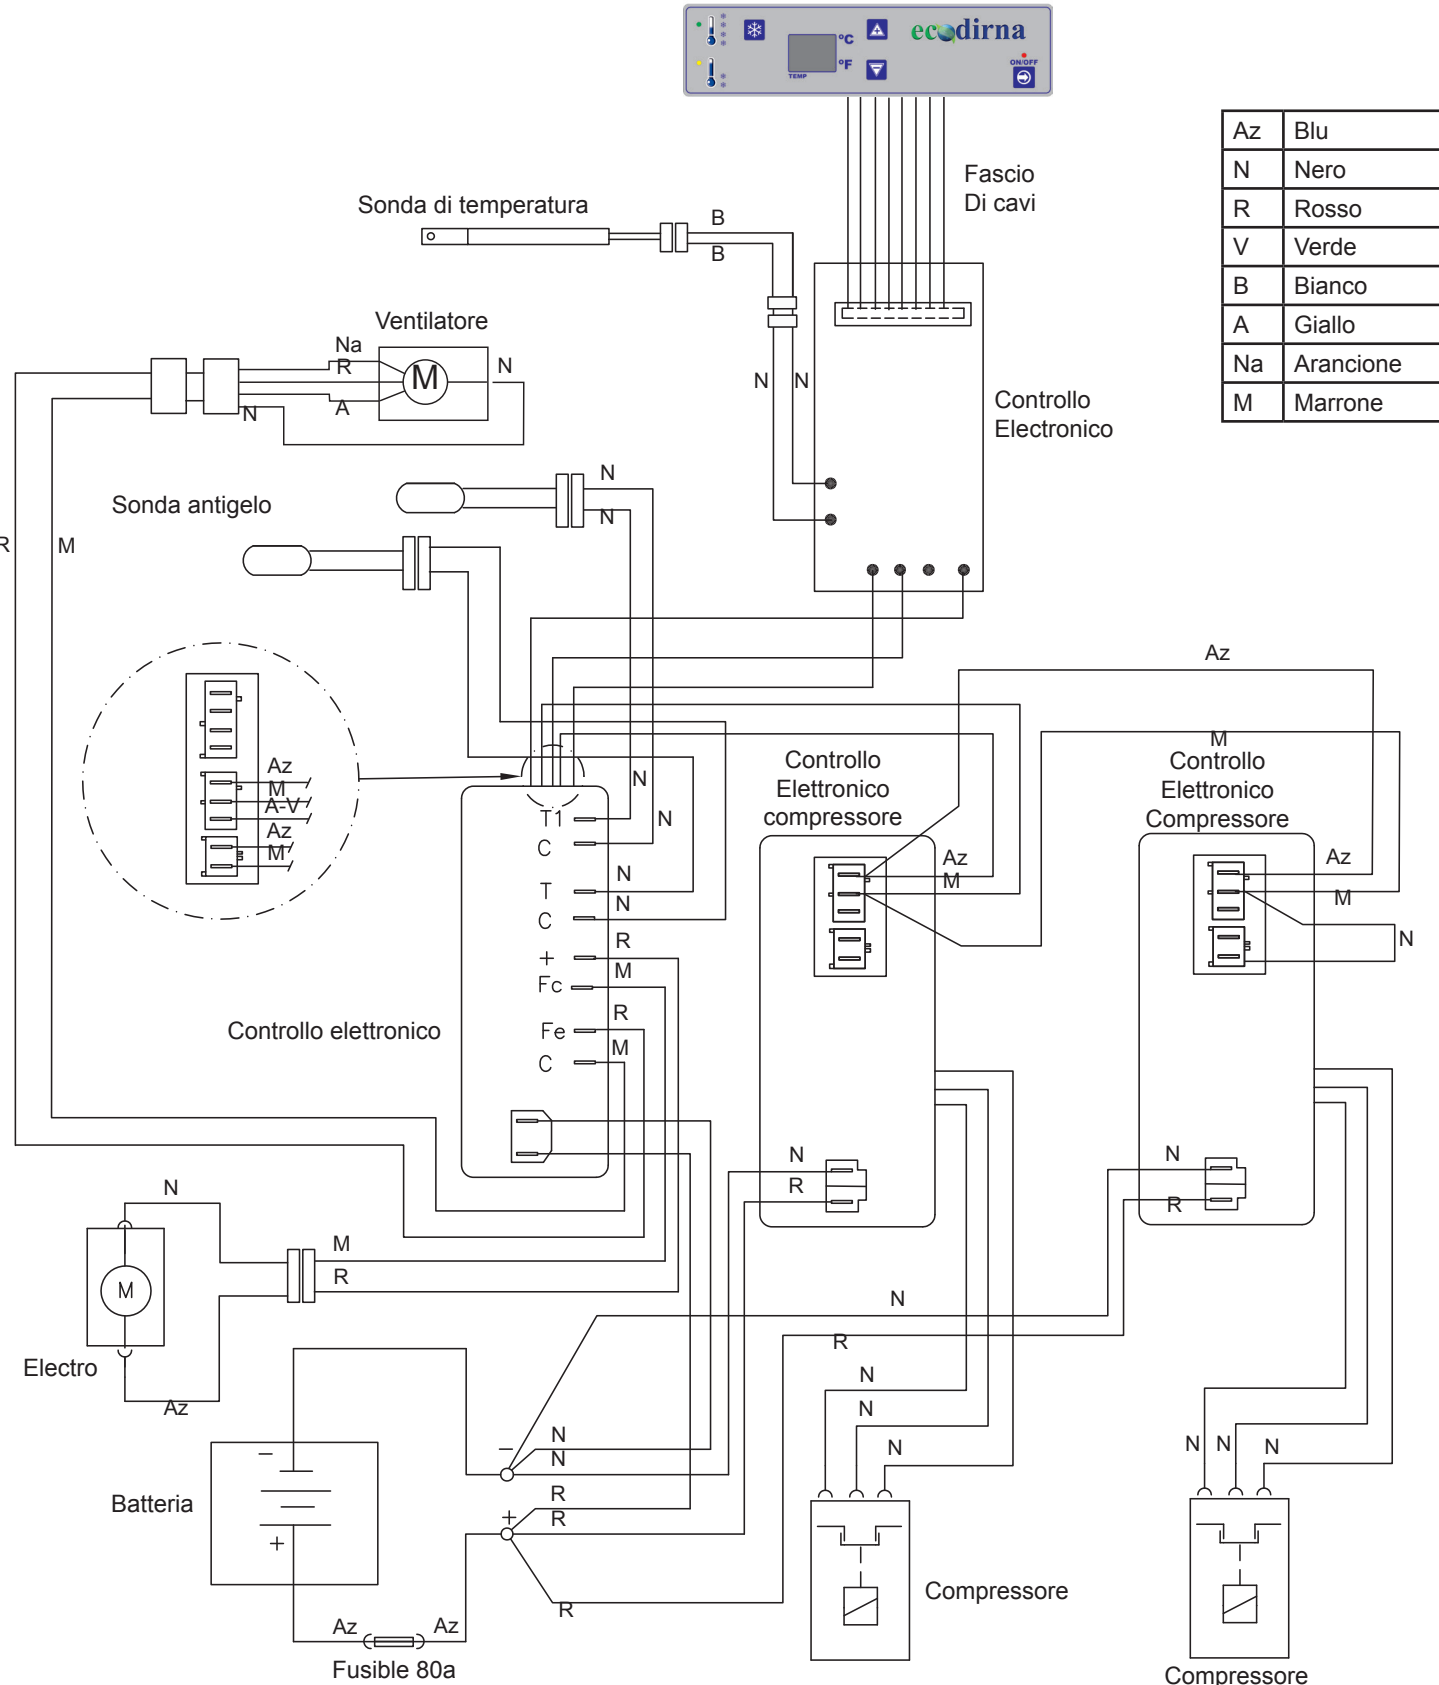 °C
ecodirna
°F
TEMP
ON/OFF
Fascio
Di cavi
Az Blu
N Nero
R Rosso
V Verde
B Bianco
A Giallo
Na Arancione
M Marrone
Sonda di temperatura
B
B
Ventilatore
Na
R
M
N
A
N
N
N
Controllo
Electronico
Sonda antigelo
N
N
R
M
Az
M
A-V
Az
M
N
N
Az
M
Controllo
Elettronico
compressore
Controllo
Elettronico
Compressore
Az
M
Az
M
N
T1
C
T
N
C
N
+
R
Fc
M
Fe
R
C
M
Controllo elettronico
N
R
N
R
N
M
R
M
Electro
Az
N
R
Batteria
−
+
−
N
N
+
R
R
R
Az
Az
Fusible 80a
N
N
N
Compressore
N
N
N
Compressore